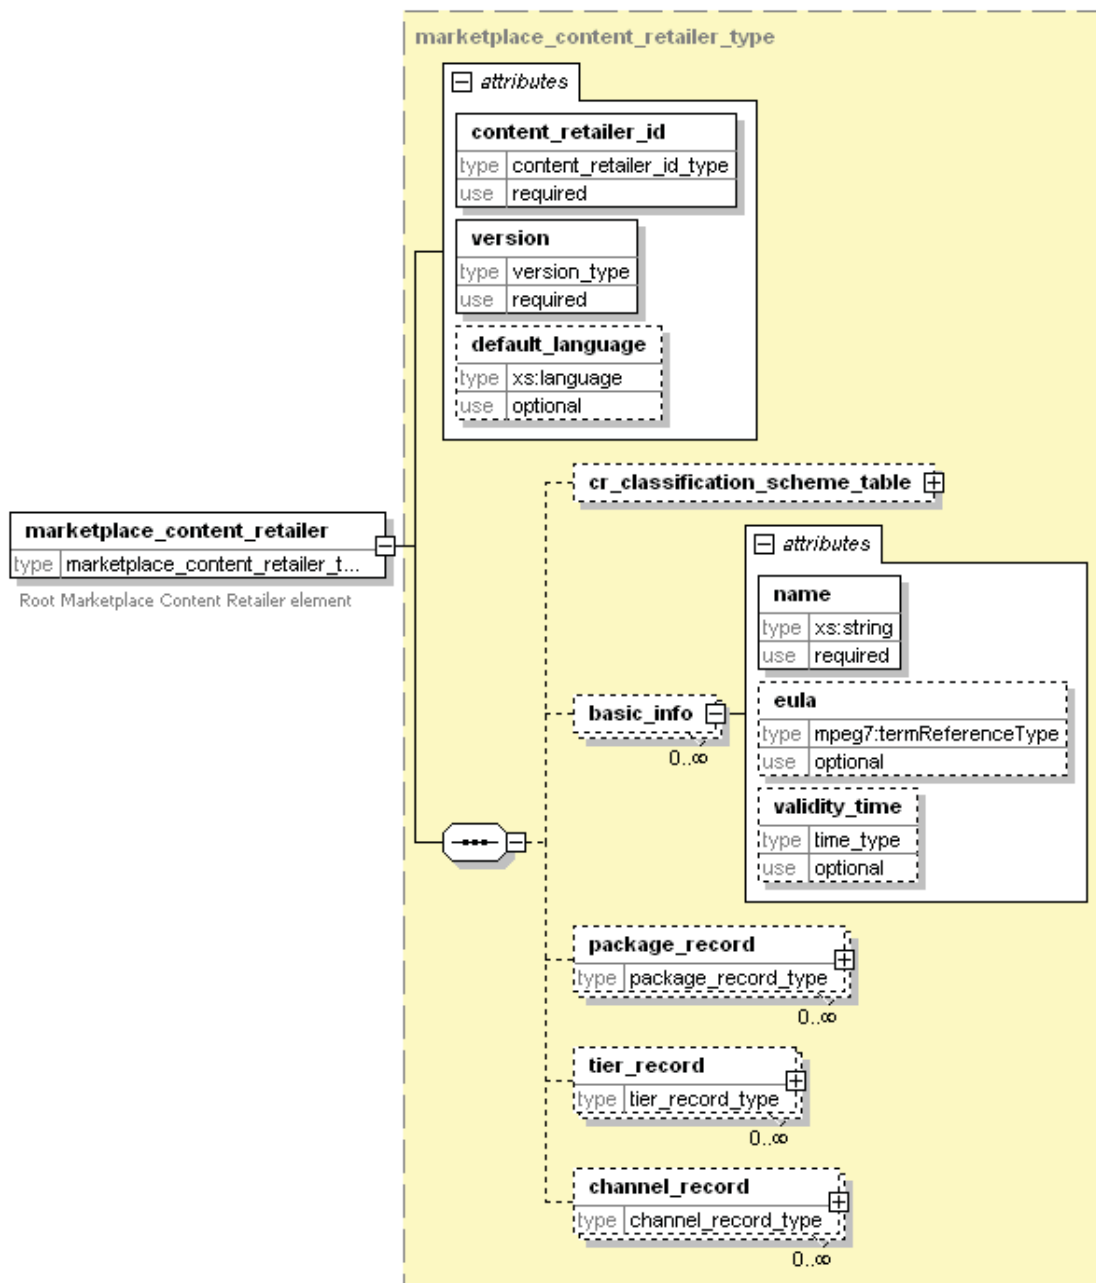 marketplace_content_retailer_type
attributes
content_retailer_id
type content_retailer_id_type
use required
version
type version_type
use required
default_language
type xs:language
use optional
cr_classification_scheme_table
marketplace_content_retailer
type marketplace_content_retailer_t...
Root Marketplace Content Retailer element
attributes
name
type xs:string
use required
eula
type mpeg7:termReferenceType
use optional
validity_time
type time_type
use optional
basic_info
0..∞
package_record
type package_record_type
0..∞
tier_record
type tier_record_type
0..∞
channel_record
type channel_record_type
0..∞